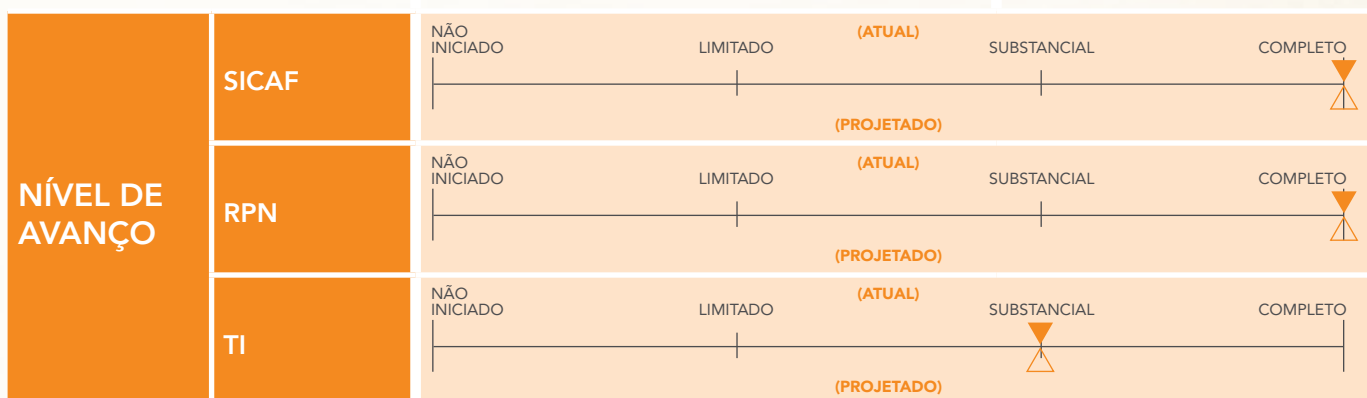 NÍVEL DE
AVANÇO
SICAF
NÃO
INICIADO
LIMITADO
(ATUAL)
SUBSTANCIAL
COMPLETO
(PROJETADO)
RPN
NÃO
INICIADO
LIMITADO
(ATUAL)
SUBSTANCIAL
COMPLETO
(PROJETADO)
TI
NÃO
INICIADO
LIMITADO
(ATUAL)
SUBSTANCIAL
COMPLETO
(PROJETADO)